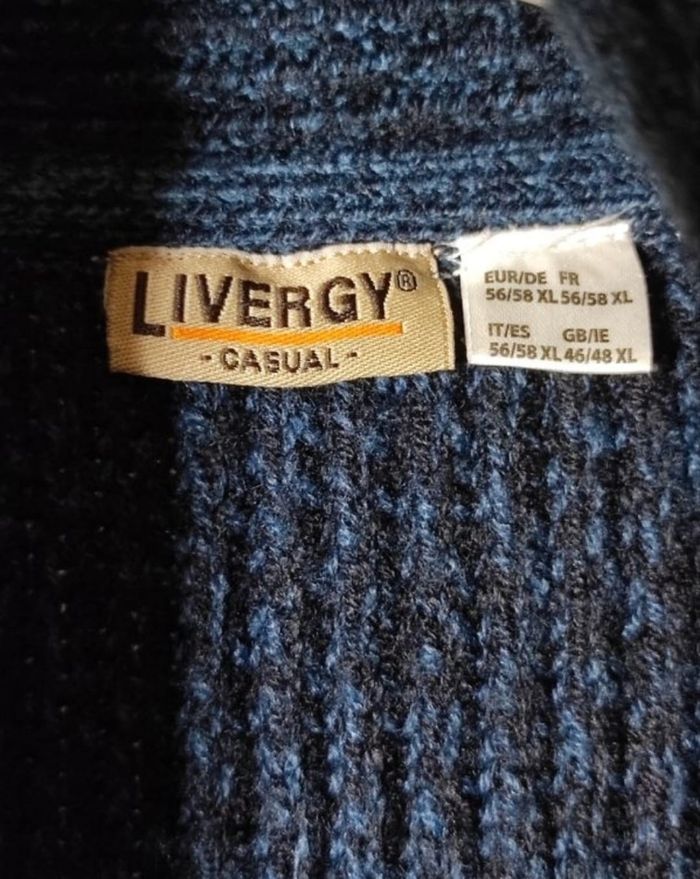 LIVERGY®
- CASUAL -
EUR/DE FR
56/58 XL 56/58 XL
IT/ES GB/IE
56/58 XL 46/48 XL